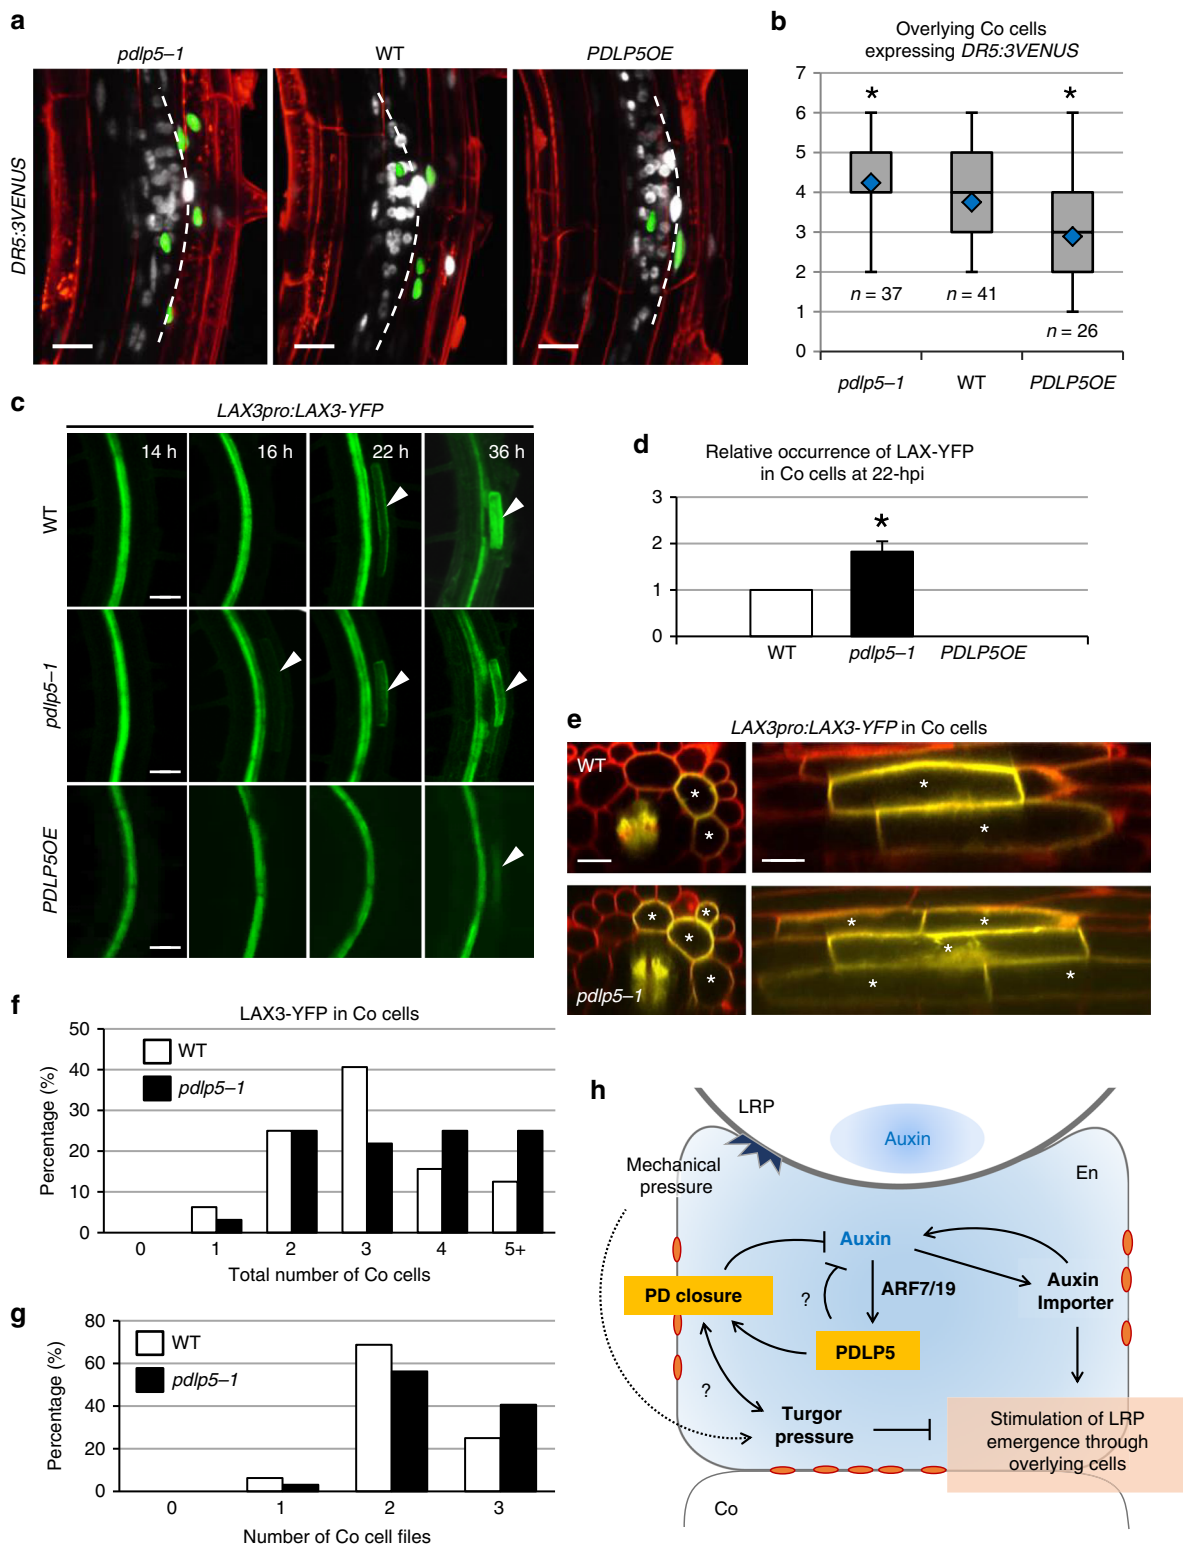 a
pdlp5–1
WT
PDLP5OE
DR5:3VENUS
b
Overlying Co cells
expressing DR5:3VENUS
7
6
5
4
3
2
1
0
*
*
n = 37
n = 41
n = 26
pdlp5–1
WT
PDLP5OE
c
LAX3pro:LAX3-YFP
14 h
16 h
22 h
36 h
WT
pdlp5–1
PDLP5OE
d
Relative occurrence of LAX-YFP
in Co cells at 22-hpi
3
2
1
0
*
WT
pdlp5–1
PDLP5OE
e
LAX3pro:LAX3-YFP in Co cells
WT
*
*
*
*
pdlp5–1
*
*
*
*
*
*
*
*
*
f
LAX3-YFP in Co cells
Percentage (%)
50
40
30
20
10
0
WT
pdlp5–1
0
1
2
3
4
5+
Total number of Co cells
g
Percentage (%)
80
60
40
20
0
WT
pdlp5–1
0
1
2
3
Number of Co cell files
h
LRP
Auxin
Mechanical
pressure
En
Auxin
ARF7/19
Auxin
Importer
PD closure
?
PDLP5
?
Turgor
pressure
Stimulation of LRP
emergence through
overlying cells
Co